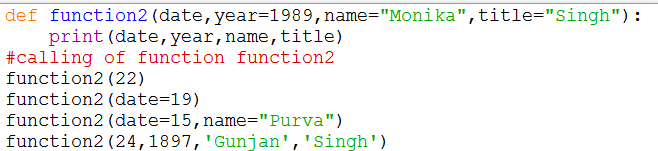 def function2(date,year=1989,name="Monika",title="Singh"):
    print(date,year,name,title)
#calling of function function2
function2(22)
function2(date=19)
function2(date=15,name="Purva")
function2(24,1897,'Gunjan','Singh')